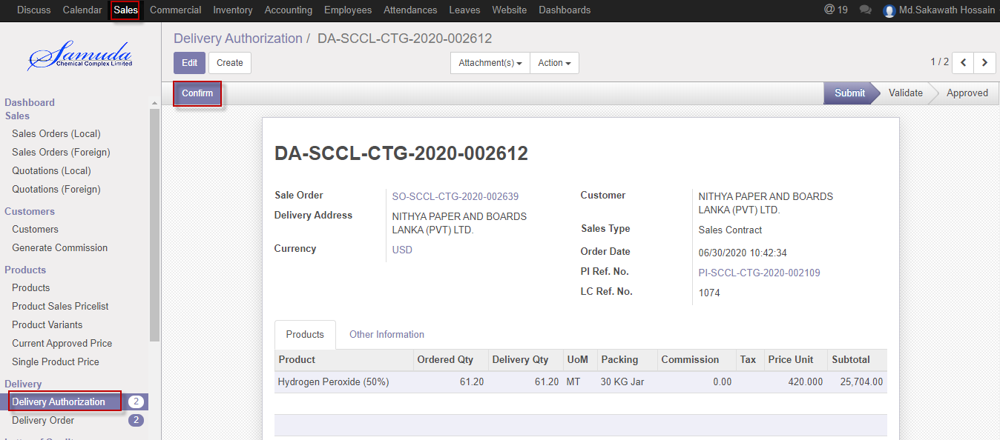 Discuss Calendar Sales Commercial Inventory Accounting Employees Attendances Leaves Website Dashboards @ 19 Md.Sakawath Hossain
Samuda
Chemical Complex Limited
Delivery Authorization / DA-SCCL-CTG-2020-002612
Edit Create Attachment(s) Action 1 / 2
Confirm Submit Validate Approved
Dashboard
Sales
Sales Orders (Local)
Sales Orders (Foreign)
Quotations (Local)
Quotations (Foreign)
Customers
Customers
Generate Commission
Products
Products
Product Sales Pricelist
Product Variants
Current Approved Price
Single Product Price
Delivery
Delivery Authorization 2
Delivery Order 2
DA-SCCL-CTG-2020-002612
Sale Order SO-SCCL-CTG-2020-002639
Delivery Address NITHYA PAPER AND BOARDS
LANKA (PVT) LTD.
Currency USD
Customer NITHYA PAPER AND BOARDS
LANKA (PVT) LTD.
Sales Type Sales Contract
Order Date 06/30/2020 10:42:34
PI Ref. No. PI-SCCL-CTG-2020-002109
LC Ref. No. 1074
Products Other Information
Product Ordered Qty Delivery Qty UoM Packing Commission Tax Price Unit Subtotal
Hydrogen Peroxide (50%) 61.20 61.20 MT 30 KG Jar 0.00 420.000 25,704.00